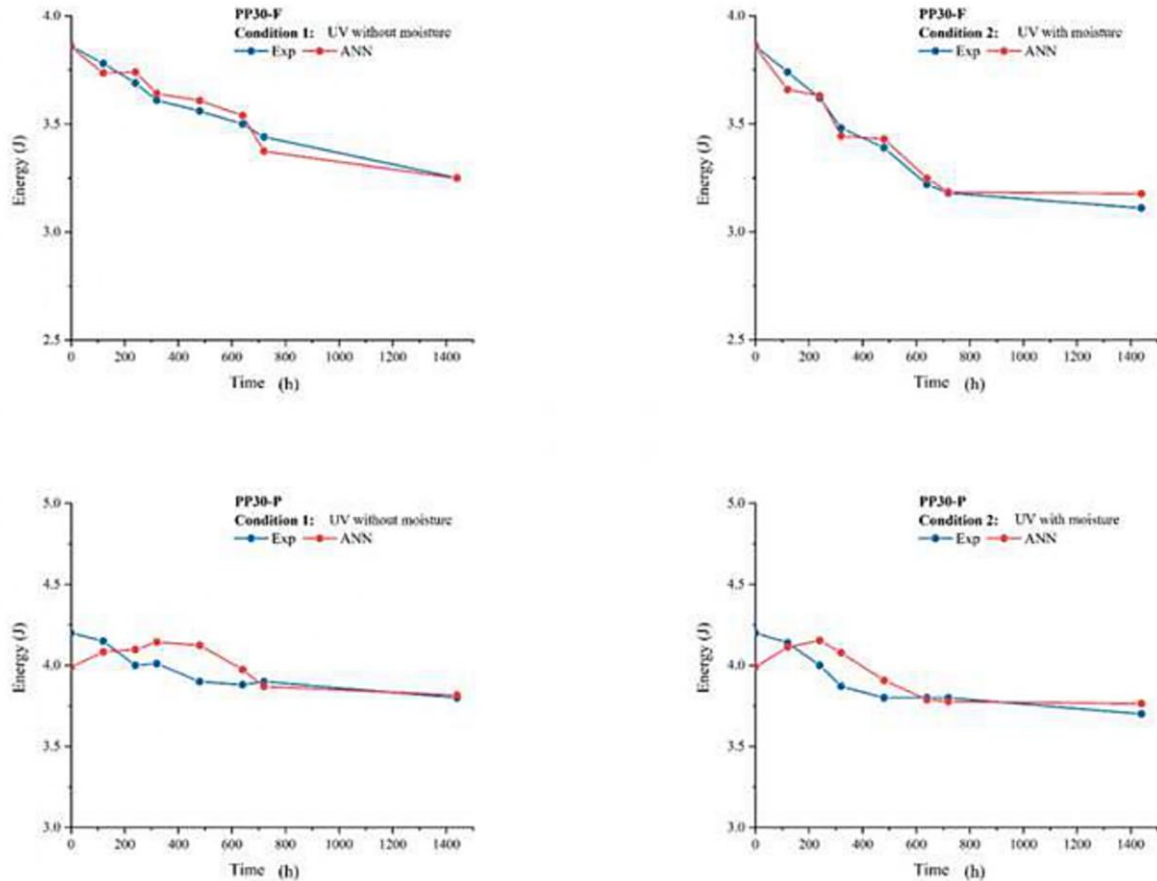 PP30-F
Condition 1: UV without moisture
Exp ANN
4.0
3.5
3.0
2.5
Energy (J)
0 200 400 600 800 1000 1200 1400
Time (h)
PP30-F
Condition 2: UV with moisture
Exp ANN
4.0
3.5
3.0
2.5
Energy (J)
0 200 400 600 800 1000 1200 1400
Time (h)
PP30-P
Condition 1: UV without moisture
Exp ANN
5.0
4.5
4.0
3.5
3.0
Energy (J)
0 200 400 600 800 1000 1200 1400
Time (h)
PP30-P
Condition 2: UV with moisture
Exp ANN
5.0
4.5
4.0
3.5
3.0
Energy (J)
0 200 400 600 800 1000 1200 1400
Time (h)